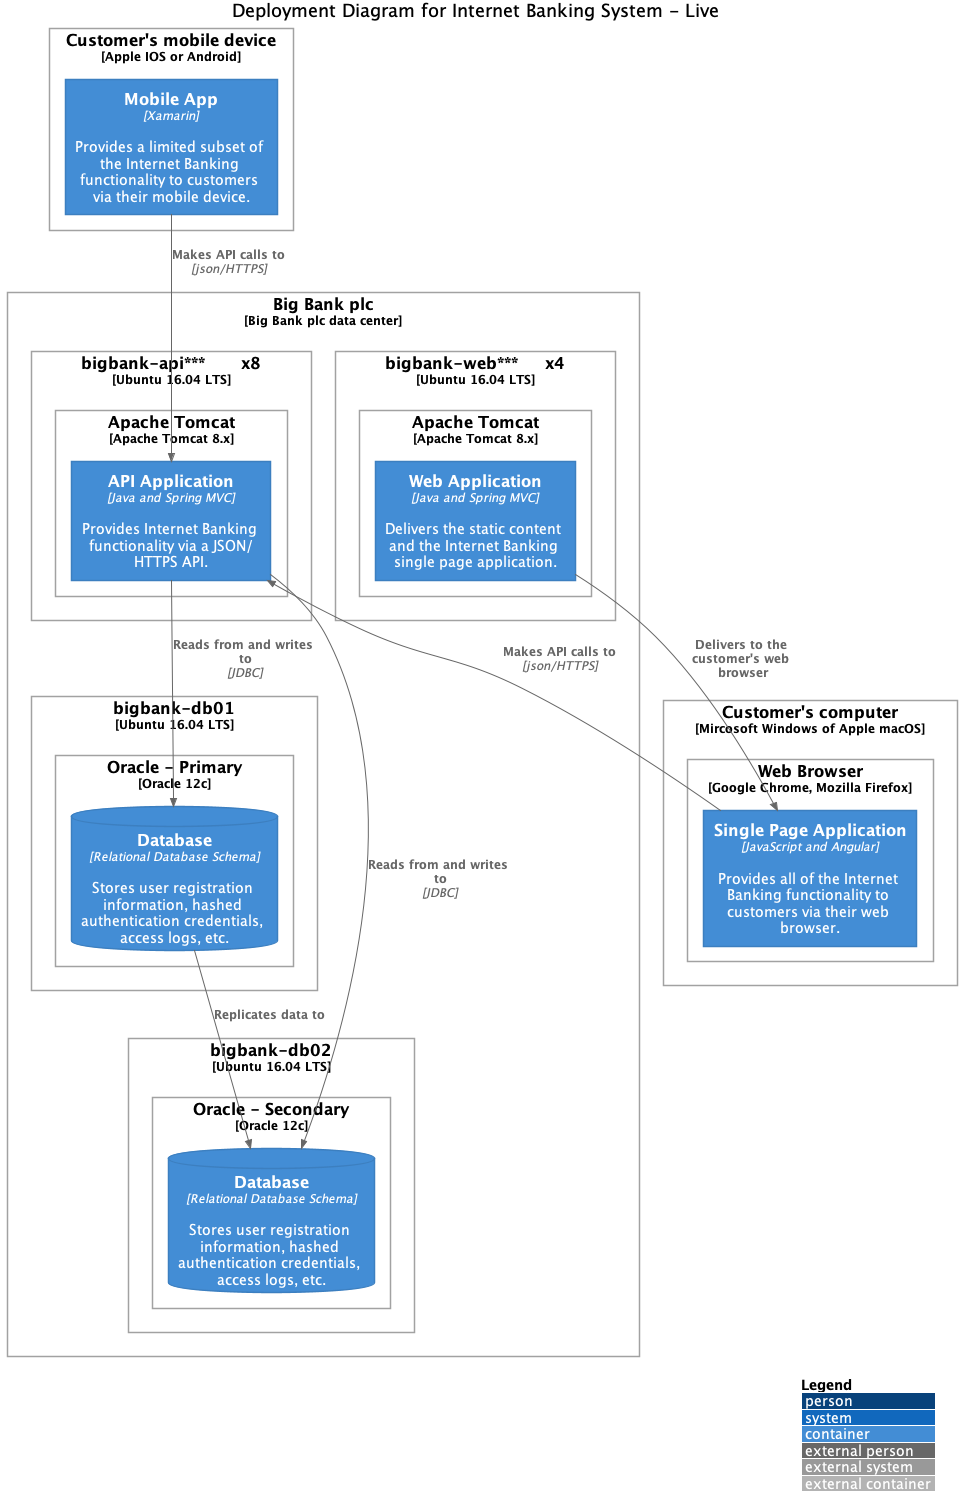 Deployment Diagram for Internet Banking System - Live
Customer's mobile device
[Apple IOS or Android]
Mobile App
[Xamarin]
Provides a limited subset of
the Internet Banking
functionality to customers
via their mobile device.
Makes API calls to
[json/HTTPS]
Big Bank plc
[Big Bank plc data center]
bigbank-api*** x8
[Ubuntu 16.04 LTS]
Apache Tomcat
[Apache Tomcat 8.x]
API Application
[Java and Spring MVC]
Provides Internet Banking
functionality via a JSON/
HTTPS API.
bigbank-web*** x4
[Ubuntu 16.04 LTS]
Apache Tomcat
[Apache Tomcat 8.x]
Web Application
[Java and Spring MVC]
Delivers the static content
and the Internet Banking
single page application.
Reads from and writes
to
[JDBC]
Makes API calls to
[json/HTTPS]
Delivers to the
customer's web
browser
bigbank-db01
[Ubuntu 16.04 LTS]
Oracle - Primary
[Oracle 12c]
Database
[Relational Database Schema]
Stores user registration
information, hashed
authentication credentials,
access logs, etc.
Customer's computer
[Mircosoft Windows of Apple macOS]
Web Browser
[Google Chrome, Mozilla Firefox]
Single Page Application
[JavaScript and Angular]
Provides all of the Internet
Banking functionality to
customers via their web
browser.
Reads from and writes
to
[JDBC]
Replicates data to
bigbank-db02
[Ubuntu 16.04 LTS]
Oracle - Secondary
[Oracle 12c]
Database
[Relational Database Schema]
Stores user registration
information, hashed
authentication credentials,
access logs, etc.
Legend
person
system
container
external person
external system
external container